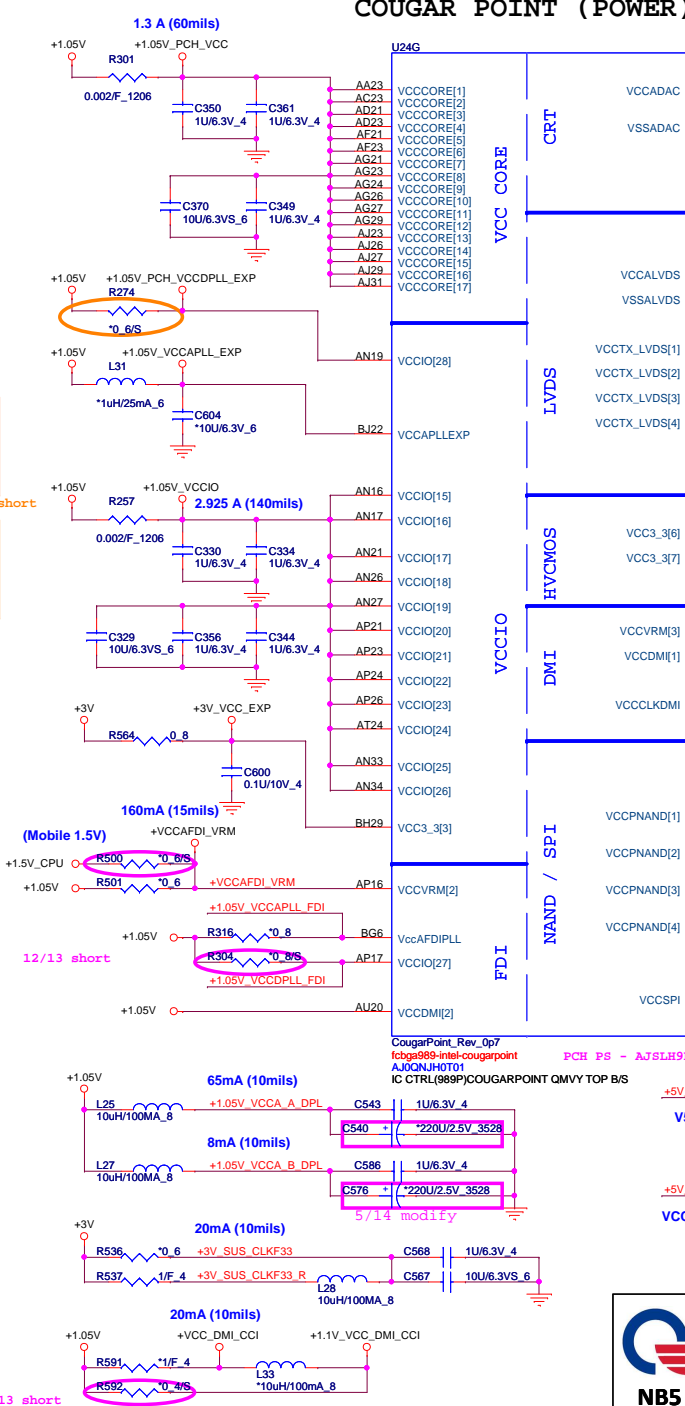 COUGAR POINT (POWER)
1.3 A (60mils)
+1.05V
+1.05V_PCH_VCC
R301
0.002/F_1206
C350
1U/6.3V_4
C361
1U/6.3V_4
C370
10U/6.3VS_6
C349
1U/6.3V_4
+1.05V
+1.05V_PCH_VCCDPLL_EXP
R274
*0_6/S
+1.05V
+1.05V_VCCAPLL_EXP
L31
*1uH/25mA_6
C604
*10U/6.3V_6
short
+1.05V
+1.05V_VCCIO
R257
0.002/F_1206
2.925 A (140mils)
C330
1U/6.3V_4
C334
1U/6.3V_4
C329
10U/6.3VS_6
C356
1U/6.3V_4
C344
1U/6.3V_4
+3V
+3V_VCC_EXP
R564
0_8
C600
0.1U/10V_4
160mA (15mils)
(Mobile 1.5V)
+VCCAFDI_VRM
+1.5V_CPU
R500
*0_6/S
+1.05V
R501
*0_6
+VCCAFDI_VRM
+1.05V_VCCAPLL_FDI
+1.05V
R316
*0_8
12/13 short
R304
*0_8/S
+1.05V_VCCDPLL_FDI
+1.05V
U24G
AA23 VCCCORE[1]
AC23 VCCCORE[2]
AD21 VCCCORE[3]
AD23 VCCCORE[4]
AF21 VCCCORE[5]
AF23 VCCCORE[6]
AG21 VCCCORE[7]
AG23 VCCCORE[8]
AG24 VCCCORE[9]
AG26 VCCCORE[10]
AG27 VCCCORE[11]
AG29 VCCCORE[12]
AJ23 VCCCORE[13]
AJ26 VCCCORE[14]
AJ27 VCCCORE[15]
AJ29 VCCCORE[16]
AJ31 VCCCORE[17]
VCC CORE
AN19 VCCIO[28]
BJ22 VCCAPLLEXP
AN16 VCCIO[15]
AN17 VCCIO[16]
AN21 VCCIO[17]
AN26 VCCIO[18]
AN27 VCCIO[19]
AP21 VCCIO[20]
AP23 VCCIO[21]
AP24 VCCIO[22]
AP26 VCCIO[23]
AT24 VCCIO[24]
AN33 VCCIO[25]
AN34 VCCIO[26]
BH29 VCC3_3[3]
VCCIO
AP16 VCCVRM[2]
BG6 VccAFDIPLL
AP17 VCCIO[27]
AU20 VCCDMI[2]
FDI
CRT
VCCADAC
VSSADAC
LVDS
VCCALVDS
VSSALVDS
VCCTX_LVDS[1]
VCCTX_LVDS[2]
VCCTX_LVDS[3]
VCCTX_LVDS[4]
HVCMOS
VCC3_3[6]
VCC3_3[7]
DMI
VCCVRM[3]
VCCDMI[1]
VCCCLKDMI
NAND / SPI
VCCPNAND[1]
VCCPNAND[2]
VCCPNAND[3]
VCCPNAND[4]
VCCSPI
CougarPoint_Rev_0p7
fcbga989-intel-cougarpoint
AJ0QNJH0T01
IC CTRL(989P)COUGARPOINT QMVY TOP B/S
PCH PS - AJSLH9
+1.05V
65mA (10mils)
L25
10uH/100MA_8
+1.05V_VCCA_A_DPL
C543
1U/6.3V_4
C540
+
*220U/2.5V_3528
8mA (10mils)
L27
10uH/100MA_8
+1.05V_VCCA_B_DPL
C586
1U/6.3V_4
C576
+
*220U/2.5V_3528
5/14 modify
+3V
20mA (10mils)
R536
*0_6
+3V_SUS_CLKF33
C568
1U/6.3V_4
R537
1/F_4
+3V_SUS_CLKF33_R
L28
10uH/100MA_8
C567
10U/6.3VS_6
20mA (10mils)
+1.05V
+VCC_DMI_CCI
+1.1V_VCC_DMI_CCI
R591
*1/F_4
L33
*10uH/100mA_8
R592
*0_4/S
13 short
+5V_
+5V_
VCC
NB5